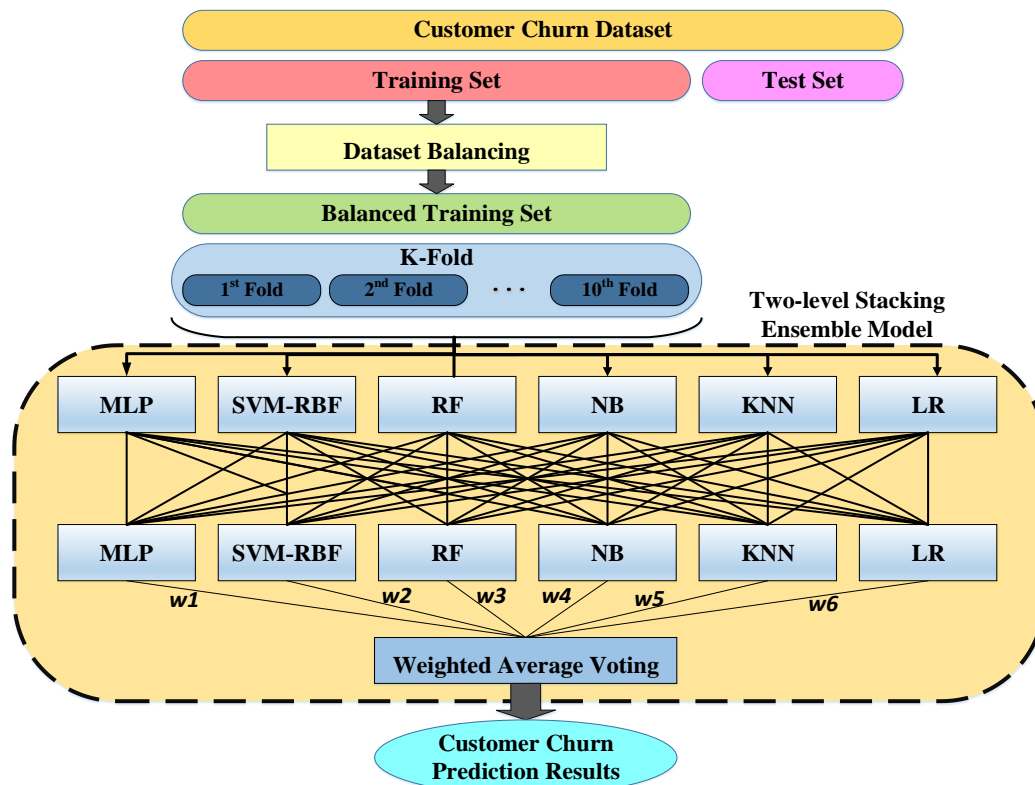 Customer Churn Dataset
Training Set
Test Set
Dataset Balancing
Balanced Training Set
K-Fold
1st Fold
2nd Fold
. . .
10th Fold
Two-level Stacking
Ensemble Model
MLP
SVM-RBF
RF
NB
KNN
LR
MLP
SVM-RBF
RF
NB
KNN
LR
w1
w2
w3
w4
w5
w6
Weighted Average Voting
Customer Churn
Prediction Results